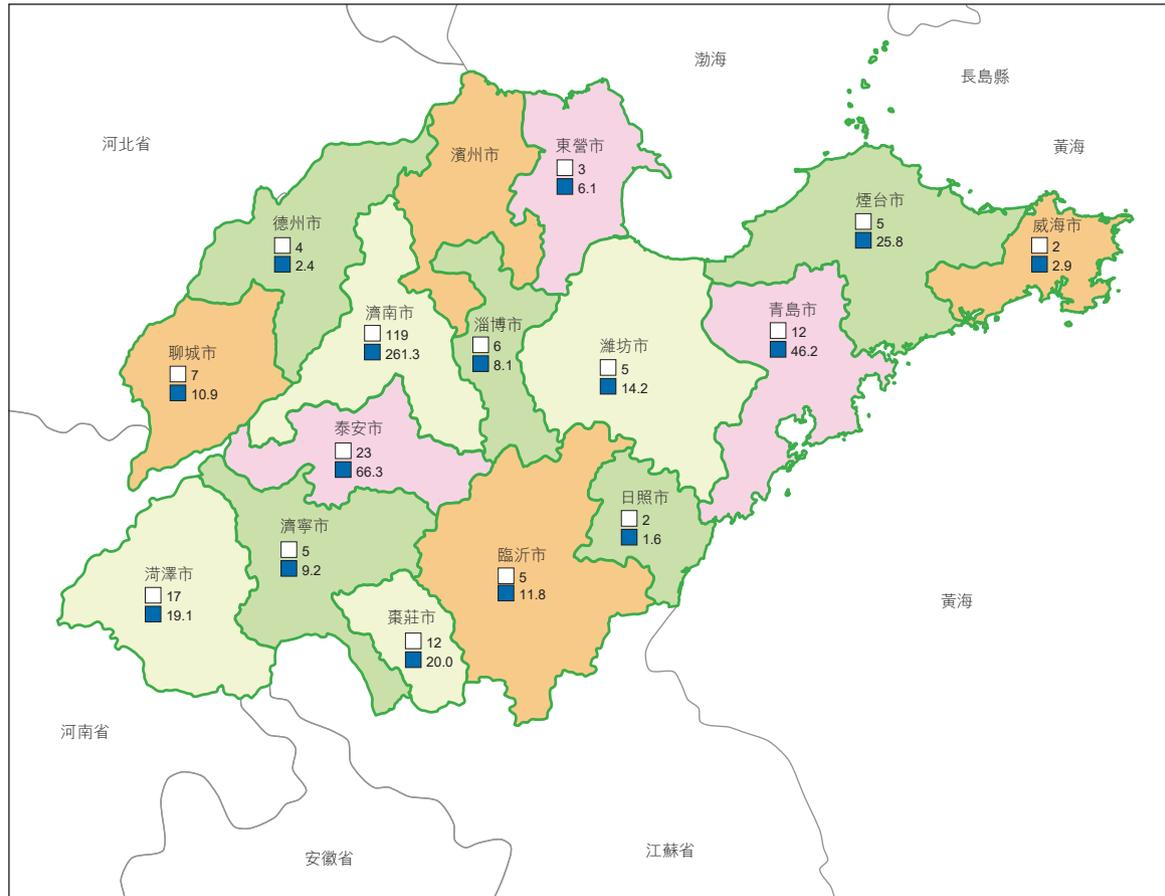 渤海
長島縣
河北省
黃海
濱州市
東營市
3
6.1
德州市
4
2.4
煙台市
5
25.8
威海市
2
2.9
濟南市
119
261.3
淄博市
6
8.1
濰坊市
5
14.2
青島市
12
46.2
聊城市
7
10.9
泰安市
23
66.3
濟寧市
5
9.2
日照市
2
1.6
臨沂市
5
11.8
菏澤市
17
19.1
棗莊市
12
20.0
黃海
河南省
安徽省
江蘇省